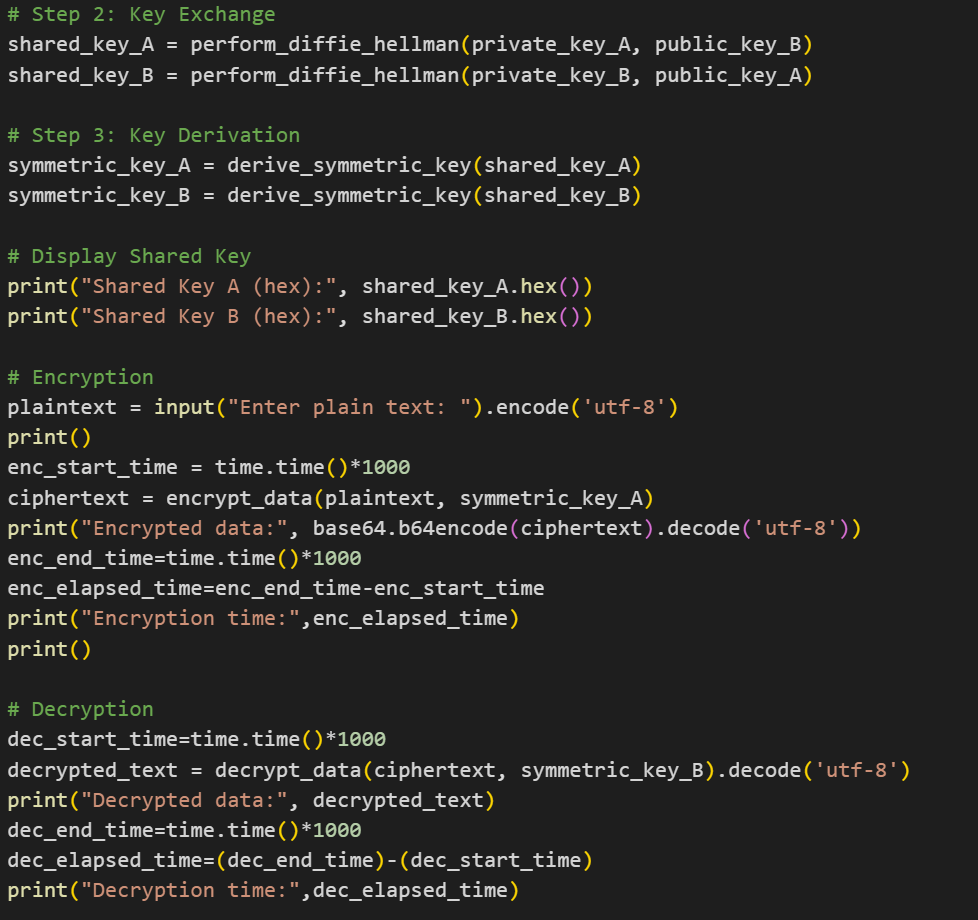 # Step 2: Key Exchange
shared_key_A = perform_diffie_hellman(private_key_A, public_key_B)
shared_key_B = perform_diffie_hellman(private_key_B, public_key_A)
# Step 3: Key Derivation
symmetric_key_A = derive_symmetric_key(shared_key_A)
symmetric_key_B = derive_symmetric_key(shared_key_B)
# Display Shared Key
print("Shared Key A (hex):", shared_key_A.hex())
print("Shared Key B (hex):", shared_key_B.hex())
# Encryption
plaintext = input("Enter plain text: ").encode('utf-8')
print()
enc_start_time = time.time()*1000
ciphertext = encrypt_data(plaintext, symmetric_key_A)
print("Encrypted data:", base64.b64encode(ciphertext).decode('utf-8'))
enc_end_time=time.time()*1000
enc_elapsed_time=enc_end_time-enc_start_time
print("Encryption time:",enc_elapsed_time)
print()
# Decryption
dec_start_time=time.time()*1000
decrypted_text = decrypt_data(ciphertext, symmetric_key_B).decode('utf-8')
print("Decrypted data:", decrypted_text)
dec_end_time=time.time()*1000
dec_elapsed_time=(dec_end_time)-(dec_start_time)
print("Decryption time:",dec_elapsed_time)